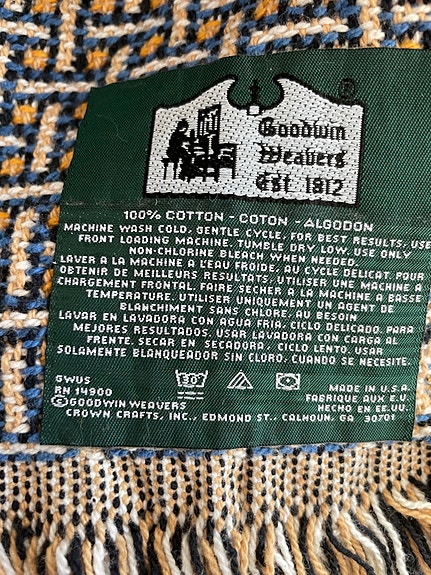 ®
Goodwin
Weavers
Est 1812
100% COTTON - COTON - ALGODON
MACHINE WASH COLD, GENTLE CYCLE, FOR BEST RESULTS, USE
FRONT LOADING MACHINE. TUMBLE DRY LOW. USE ONLY
NON-CHLORINE BLEACH WHEN NEEDED.
LAVER A LA MACHINE A L'EAU FROIDE, AU CYCLE DELICAT. POUR
OBTENIR DE MEILLEURS RESULTATS, UTILISER UNE MACHINE A
CHARGEMENT FRONTAL. FAIRE SECHER A LA MACHINE A BASSE
TEMPERATURE. UTILISER UNIQUEMENT UN AGENT DE
BLANCHIMENT SANS CHLORE, AU BESOIN
LAVAR EN LAVADORA CON AGUA FRIA, CICLO DELICADO. PARA
MEJORES RESULTADOS, USAR LAVADORA CON CARGA AL
FRENTE. SECAR EN SECADORA, CICLO LENTO. USAR
SOLAMENTE BLANQUEADOR SIN CLORO, CUANDO SE NECESITE.
30°
GWUS
RN 14900
©GOODWIN WEAVERS
CROWN CRAFTS, INC., EDMOND ST., CALHOUN, GA 30701
MADE IN U.S.A.
FABRIQUE AUX E.U.
HECHO EN EE.UU.